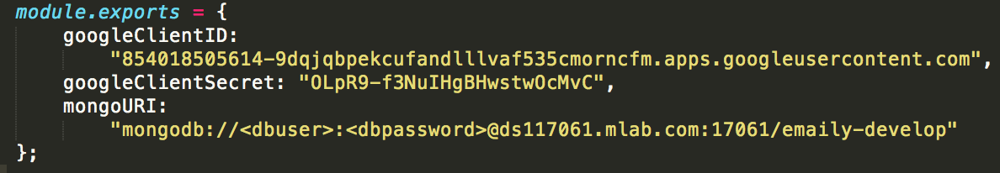 module.exports = {
googleClientID:
"854018505614-9dqjqbpekcufandlllvaf535cmorncfm.apps.googleusercontent.com",
googleClientSecret: "OLpR9-f3NuIHgBHwstwOcMvC",
mongoURI:
"mongodb://<dbuser>:<dbpassword>@ds117061.mlab.com:17061/emaily-develop"
};